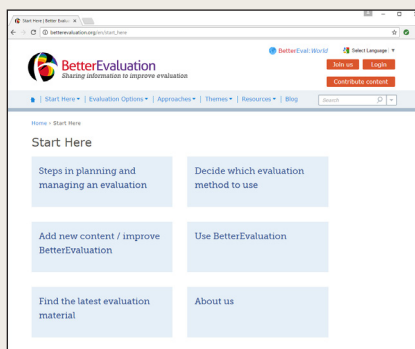 Start Here | Better Evalu
betterevaluation.org/en/start_here
BetterEval: World
Select Language ▼
BetterEvaluation
Sharing information to improve evaluation
Join us
Login
Contribute content
| Start Here ▾ | Evaluation Options ▾ | Approaches ▾ | Themes ▾ | Resources ▾ | Blog
Search
Home » Start Here
Start Here
Steps in planning and
managing an evaluation
Decide which evaluation
method to use
Add new content / improve
BetterEvaluation
Use BetterEvaluation
Find the latest evaluation
material
About us